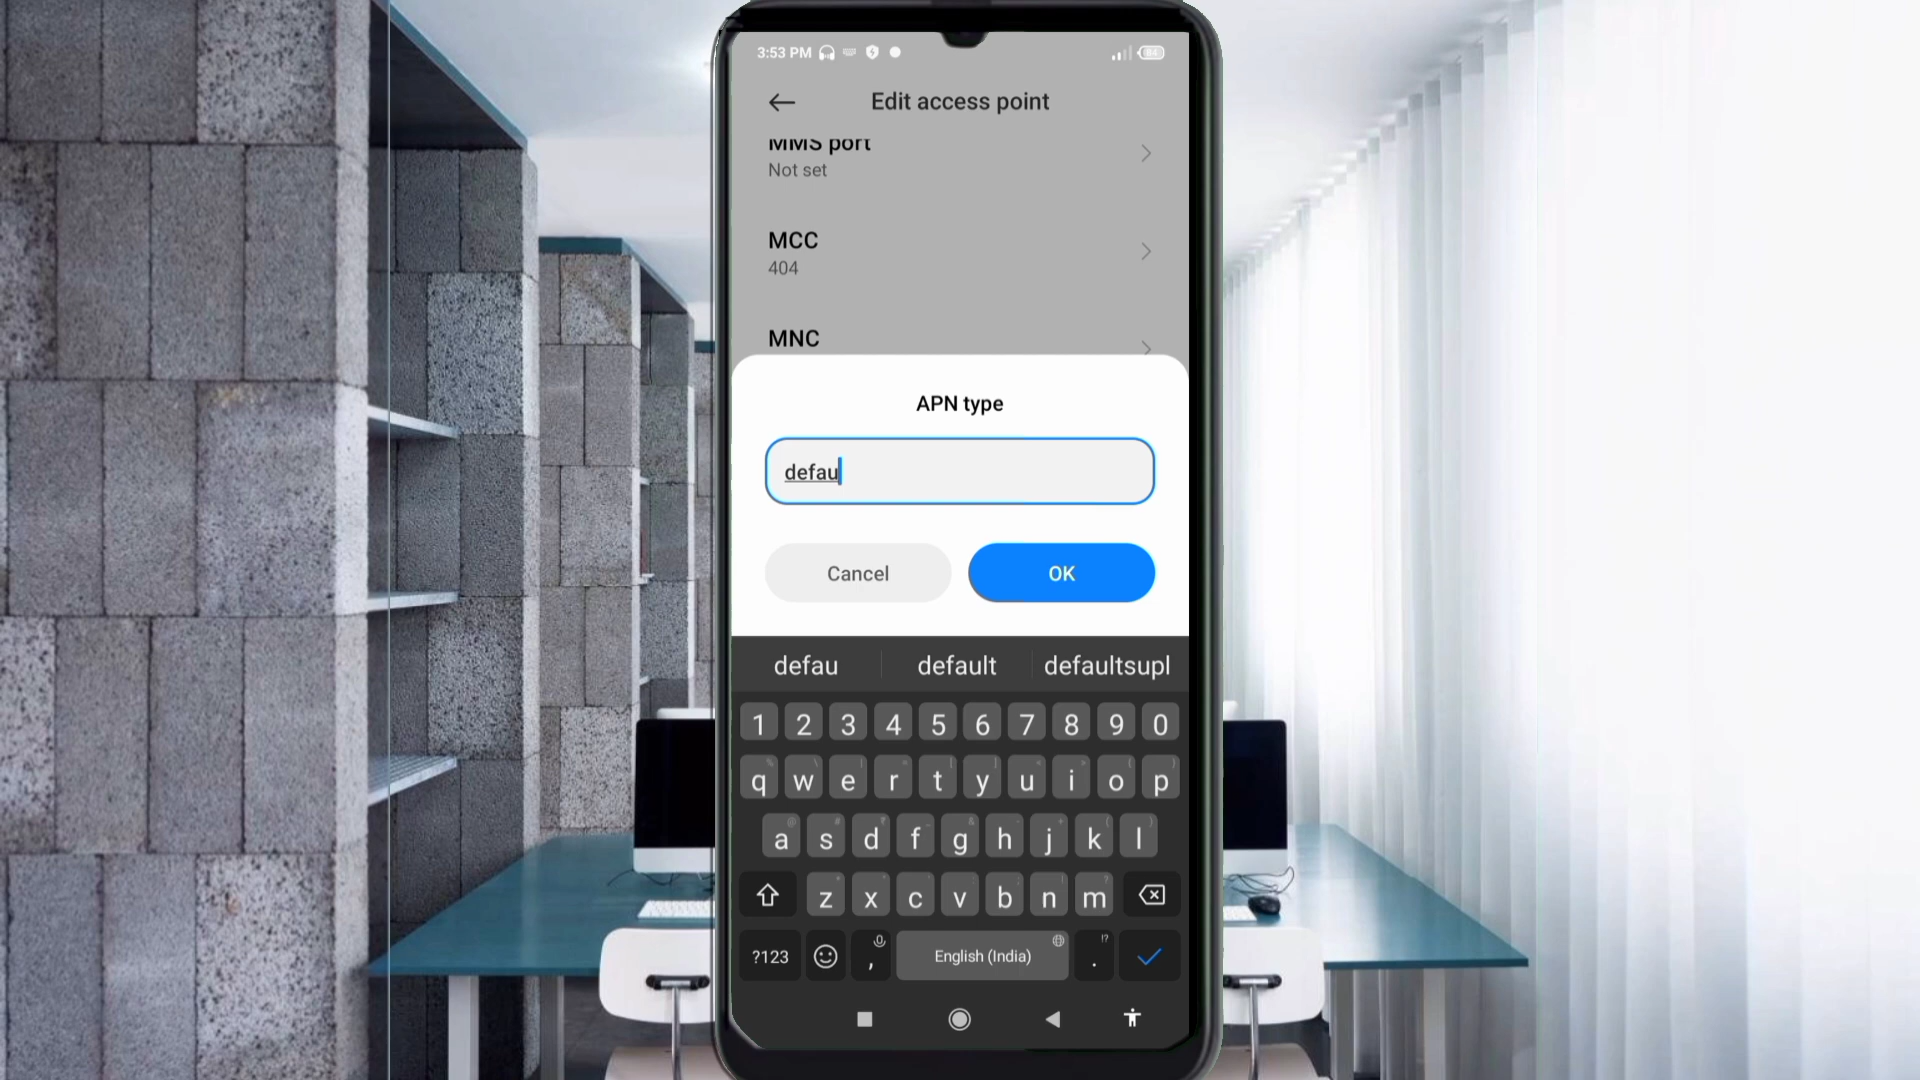 3:53 PM
84
Edit access point
MMS port
Not set
MCC
404
MNC
APN type
defau
Cancel
OK
defau default defaultsupl
1 2 3 4 5 6 7 8 9 0
q w e r t y u i o p
a s d f g h j k l
z x c v b n m
?123 , English (India) . !?